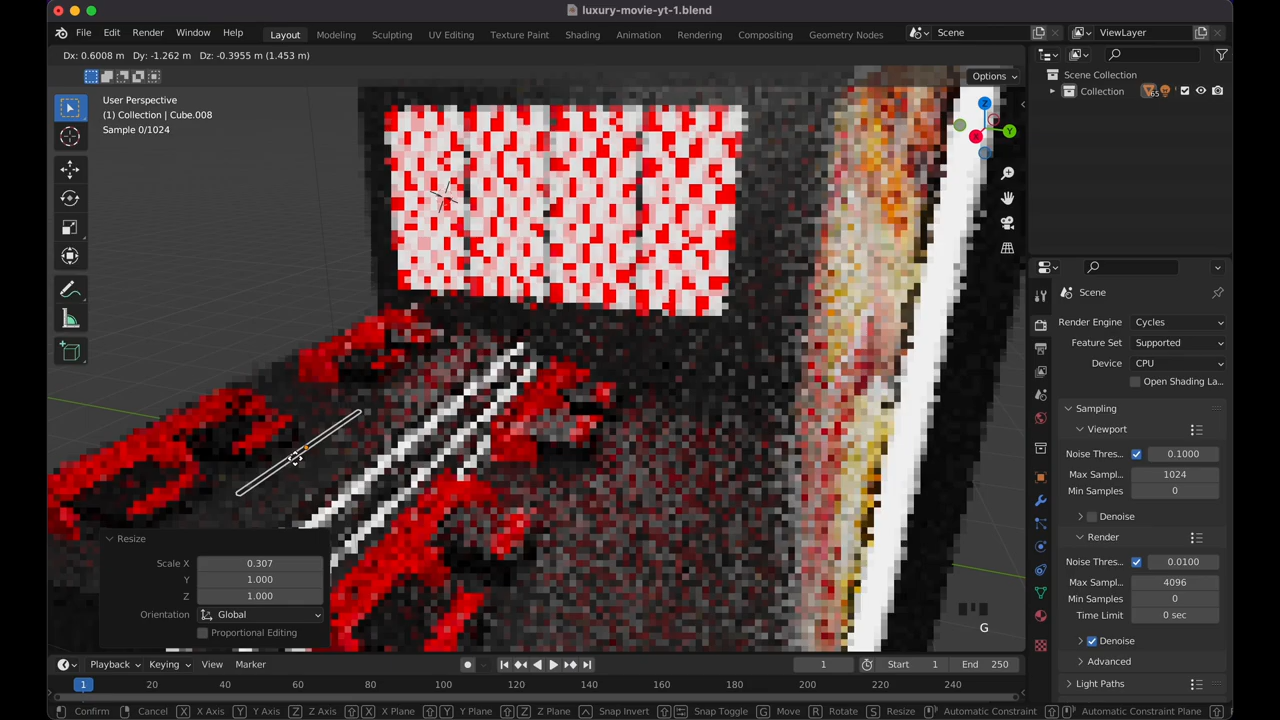 luxury-movie-yt-1.blend
File Edit Render Window Help Layout Modeling Sculpting UV Editing Texture Paint Shading Animation Rendering Compositing Geometry Nodes Scene ViewLayer
Dx: 0.6008 m Dy: -1.262 m Dz: -0.3955 m (1.453 m)
Options
User Perspective
(1) Collection | Cube.008
Sample 0/1024
Z
Y
X
Scene Collection
Collection 65
Scene
Render Engine Cycles
Feature Set Supported
Device CPU
Open Shading La...
Sampling
Viewport
Noise Thres... 0.1000
Max Sampl... 1024
Min Samples 0
Denoise
Render
Noise Thres... 0.0100
Max Sampl... 4096
Min Samples 0
Time Limit 0 sec
Denoise
Advanced
Light Paths
Resize
Scale X 0.307
Y 1.000
Z 1.000
Orientation Global
Proportional Editing
G
Playback Keying View Marker 1 Start 1 End 250
1 20 40 60 80 100 120 140 160 180 200 220 240
Confirm Cancel X X Axis Y Y Axis Z Z Axis X X Plane Y Y Plane Z Z Plane Snap Invert Snap Toggle G Move R Rotate S Resize Automatic Constraint Automatic Constraint Plane